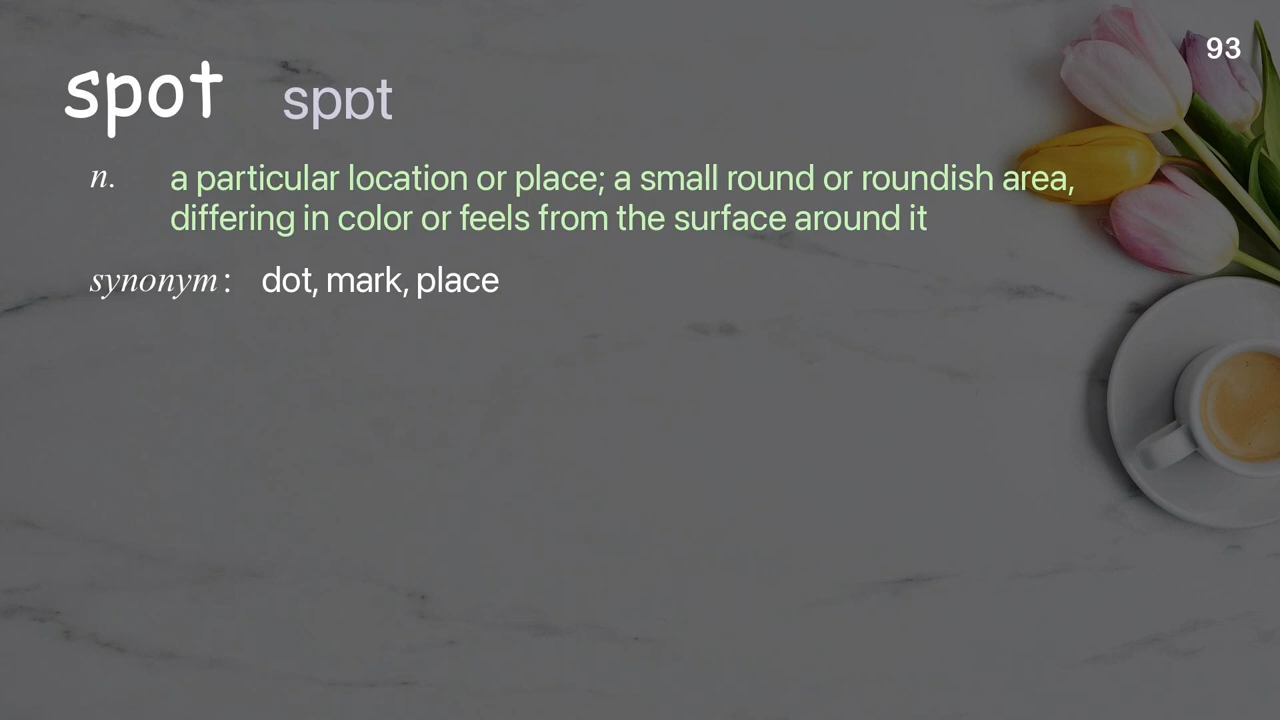 93
spot spɒt
n. a particular location or place; a small round or roundish area,
differing in color or feels from the surface around it
synonym: dot, mark, place